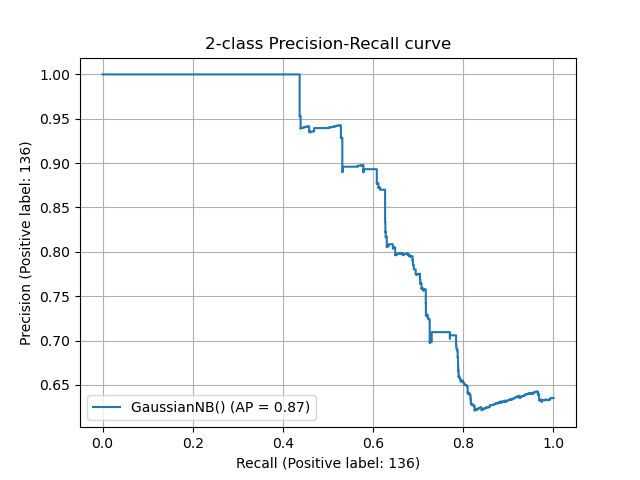 2-class Precision-Recall curve
1.00
0.95
0.90
0.85
0.80
0.75
0.70
0.65
Precision (Positive label: 136)
GaussianNB() (AP = 0.87)
0.0 0.2 0.4 0.6 0.8 1.0
Recall (Positive label: 136)